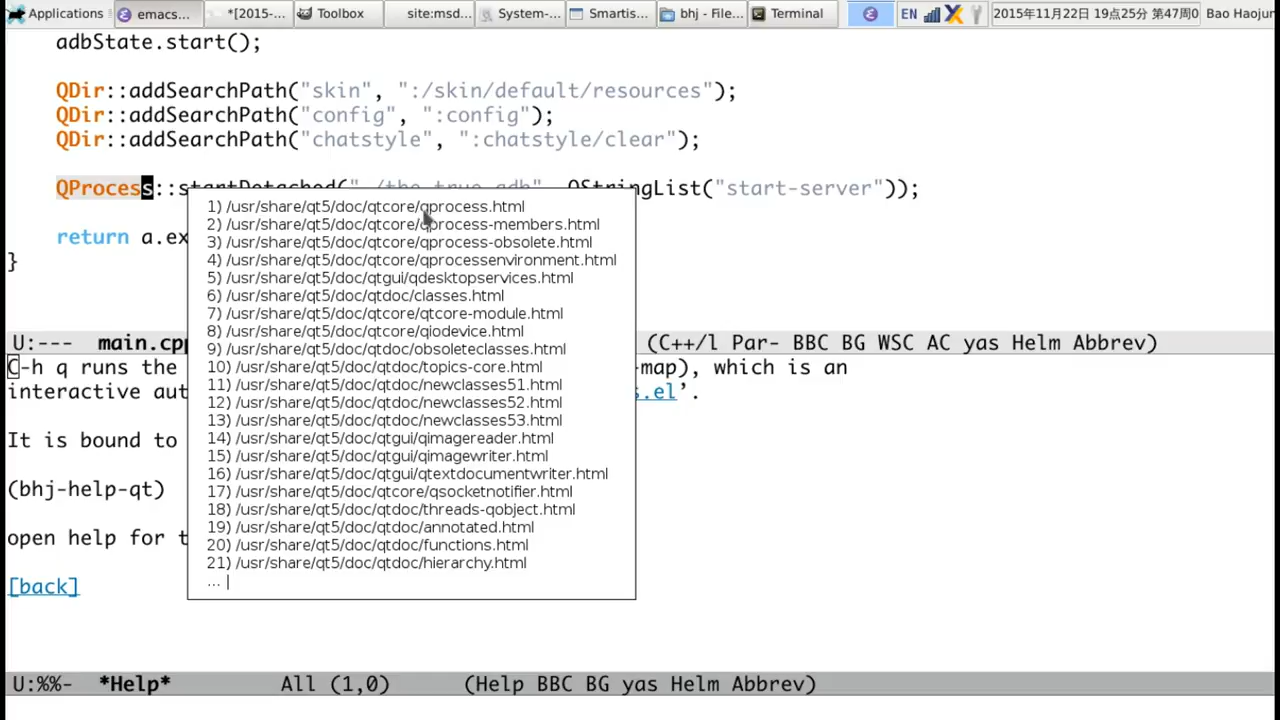 Applications emacs... *[2015-... Toolbox site:msd... System-... Smartis... bhj - File... Terminal EN 2015年11月22日 19点25分 第47周0 Bao Haojun
adbState.start();
QDir::addSearchPath("skin", ":/skin/default/resources");
QDir::addSearchPath("config", ":config");
QDir::addSearchPath("chatstyle", ":chatstyle/clear");
QProcess::startDetached("./the-true-adb", QStringList("start-server"));
1) /usr/share/qt5/doc/qtcore/qprocess.html
2) /usr/share/qt5/doc/qtcore/qprocess-members.html
return a.ex
3) /usr/share/qt5/doc/qtcore/qprocess-obsolete.html
}
4) /usr/share/qt5/doc/qtcore/qprocessenvironment.html
5) /usr/share/qt5/doc/qtgui/qdesktopservices.html
6) /usr/share/qt5/doc/qtdoc/classes.html
7) /usr/share/qt5/doc/qtcore/qtcore-module.html
8) /usr/share/qt5/doc/qtcore/qiodevice.html
U:--- main.cpp (C++/l Par- BBC BG WSC AC yas Helm Abbrev)
9) /usr/share/qt5/doc/qtdoc/obsoleteclasses.html
C-h q runs the -map), which is an
10) /usr/share/qt5/doc/qtdoc/topics-core.html
11) /usr/share/qt5/doc/qtdoc/newclasses51.html
interactive aut s.el’.
12) /usr/share/qt5/doc/qtdoc/newclasses52.html
13) /usr/share/qt5/doc/qtdoc/newclasses53.html
It is bound to
14) /usr/share/qt5/doc/qtgui/qimagereader.html
15) /usr/share/qt5/doc/qtgui/qimagewriter.html
16) /usr/share/qt5/doc/qtgui/qtextdocumentwriter.html
(bhj-help-qt)
17) /usr/share/qt5/doc/qtcore/qsocketnotifier.html
18) /usr/share/qt5/doc/qtdoc/threads-qobject.html
19) /usr/share/qt5/doc/qtdoc/annotated.html
open help for t
20) /usr/share/qt5/doc/qtdoc/functions.html
21) /usr/share/qt5/doc/qtdoc/hierarchy.html
...
[back]
U:%%- *Help* All (1,0) (Help BBC BG yas Helm Abbrev)